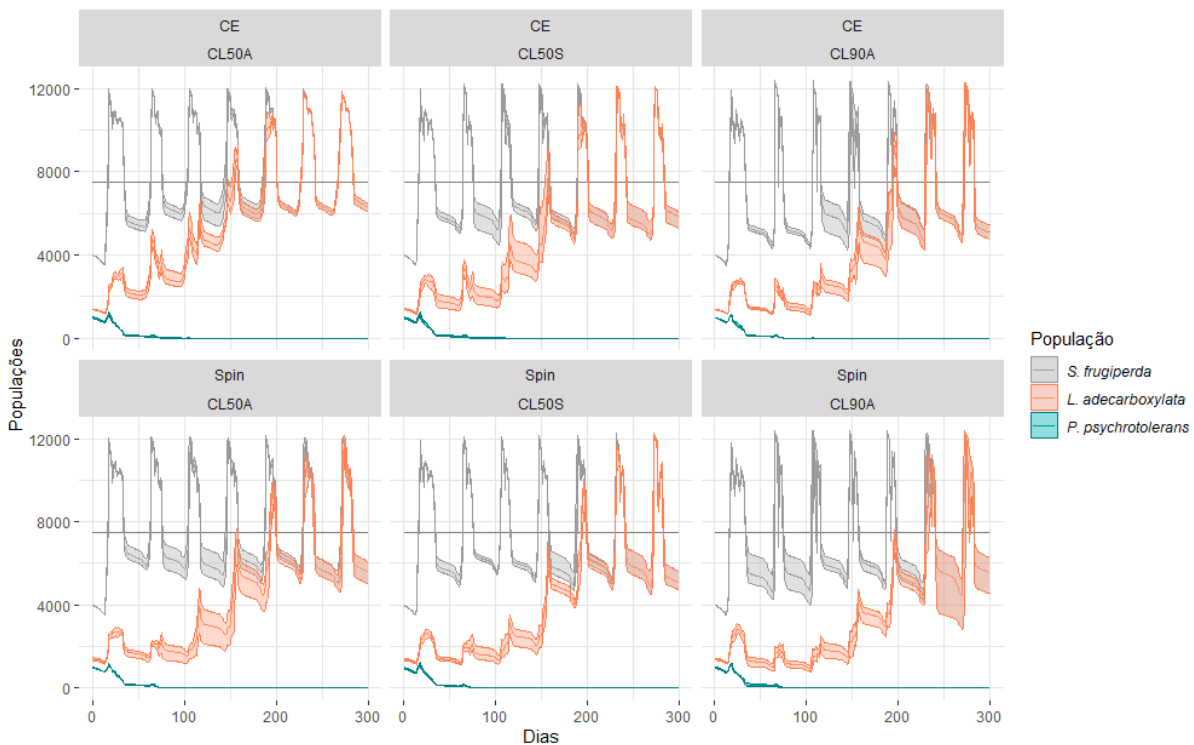 CE
CE
CE
CL50A
CL50S
CL90A
12000
8000
4000
0
Populações
Spin
Spin
Spin
CL50A
CL50S
CL90A
12000
8000
4000
0
0
100
200
300
0
100
200
300
0
100
200
300
Dias
População
S. frugiperda
L. adecarboxylata
P. psychrotolerans